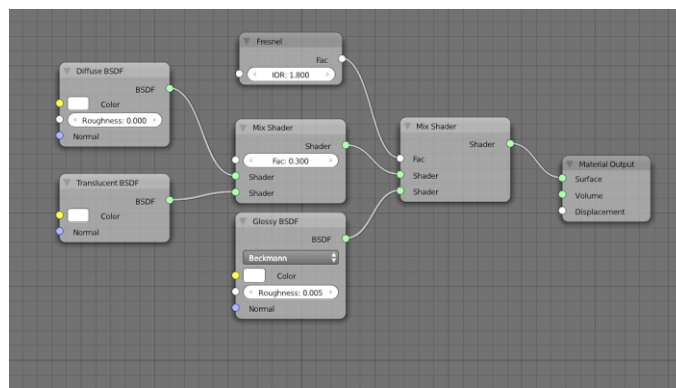 Fresnel
Fac
IOR: 1.800
Diffuse BSDF
BSDF
Color
Roughness: 0.000
Normal
Mix Shader
Shader
Fac: 0.300
Shader
Shader
Mix Shader
Shader
Fac
Shader
Shader
Material Output
Surface
Volume
Displacement
Translucent BSDF
BSDF
Color
Normal
Glossy BSDF
BSDF
Beckmann
Color
Roughness: 0.005
Normal